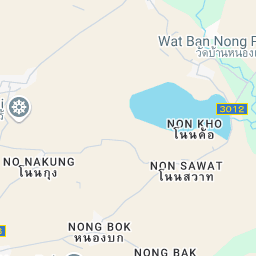 Wat Ban Nong
วัดบ้านหนอง
3012
NON KHO
โนนค้อ
NO NAKUNG
โนนกุง
NON SAWAT
โนนสวาท
NONG BOK
หนองบก
NONG BAK